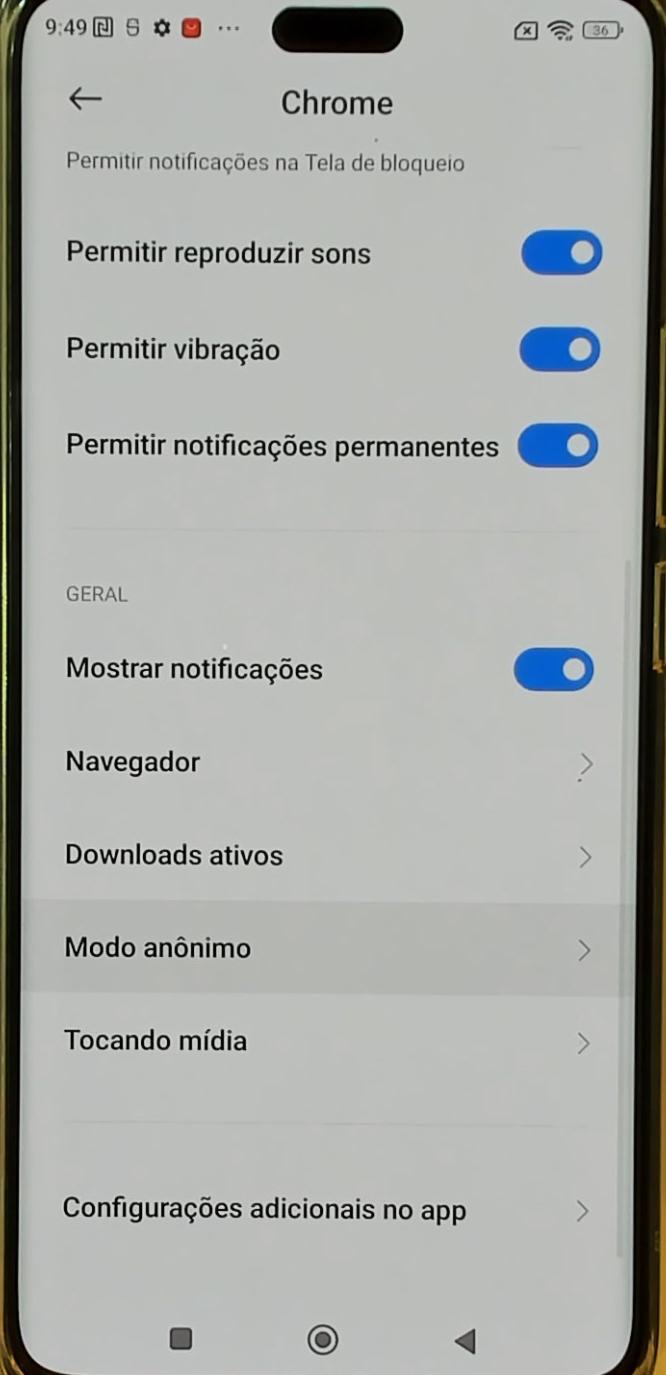 9:49
36
Chrome
Permitir notificações na Tela de bloqueio
Permitir reproduzir sons
Permitir vibração
Permitir notificações permanentes
GERAL
Mostrar notificações
Navegador
Downloads ativos
Modo anônimo
Tocando mídia
Configurações adicionais no app